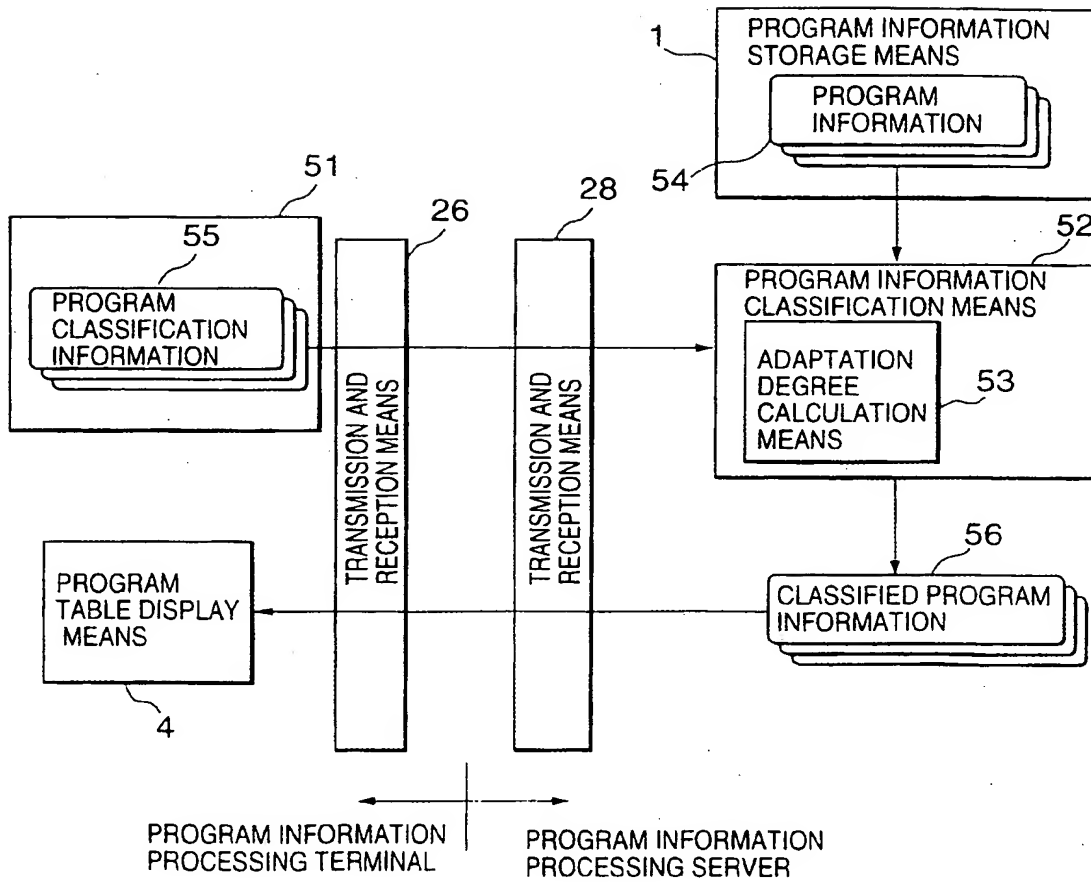 1
PROGRAM INFORMATION
STORAGE MEANS
PROGRAM
INFORMATION
54
51
26
28
52
55
PROGRAM
CLASSIFICATION
INFORMATION
PROGRAM INFORMATION
CLASSIFICATION MEANS
ADAPTATION
DEGREE
CALCULATION
MEANS
53
TRANSMISSION AND
RECEPTION MEANS
TRANSMISSION AND
RECEPTION MEANS
PROGRAM
TABLE DISPLAY
MEANS
4
56
CLASSIFIED PROGRAM
INFORMATION
PROGRAM INFORMATION
PROCESSING TERMINAL
PROGRAM INFORMATION
PROCESSING SERVER